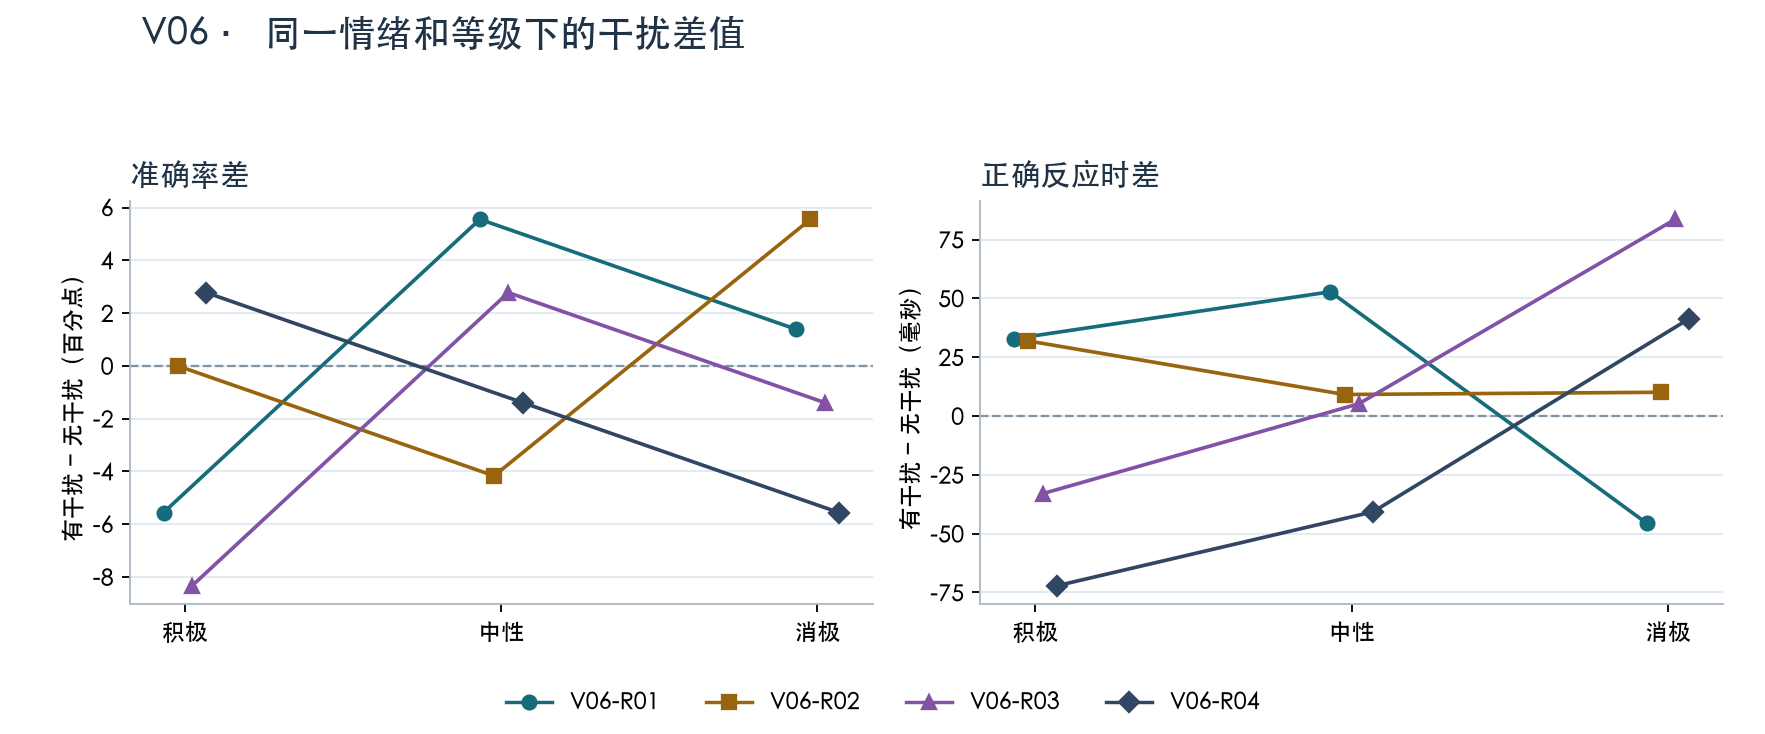 V06 · 同一情绪和等级下的干扰差值
准确率差
有干扰 − 无干扰（百分点）
6
4
2
0
-2
-4
-6
-8
积极 中性 消极
正确反应时差
有干扰 − 无干扰（毫秒）
75
50
25
0
-25
-50
-75
积极 中性 消极
V06-R01 V06-R02 V06-R03 V06-R04